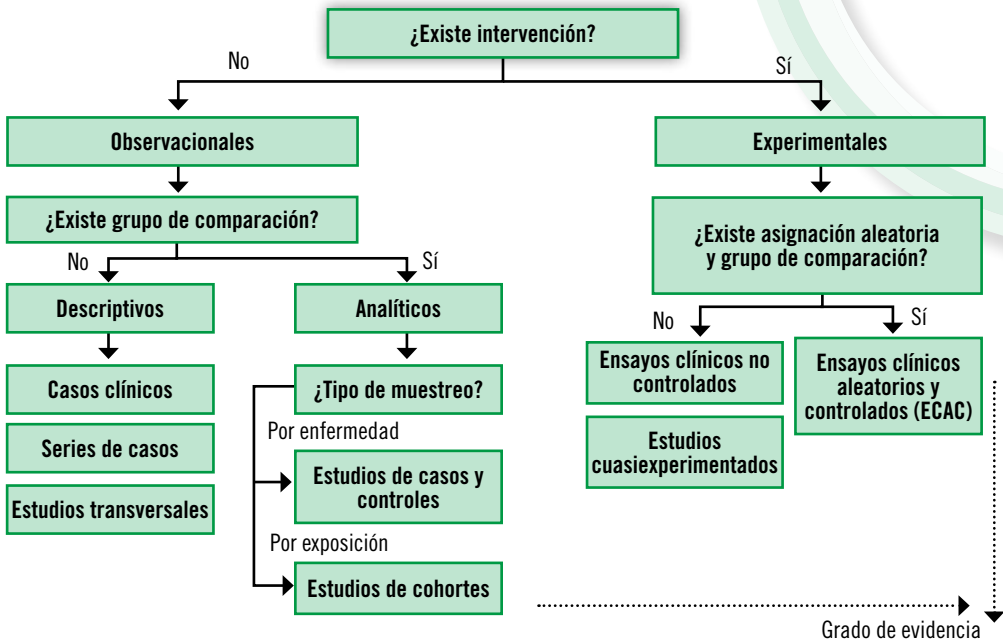 ¿Existe intervención?
No
Sí
Observacionales
Experimentales
¿Existe grupo de comparación?
¿Existe asignación aleatoria
y grupo de comparación?
No
Sí
Descriptivos
Analíticos
Casos clínicos
Series de casos
Estudios transversales
¿Tipo de muestreo?
Por enfermedad
Estudios de casos y
controles
Por exposición
Estudios de cohortes
No
Sí
Ensayos clínicos no
controlados
Estudios
cuasiexperimentados
Ensayos clínicos
aleatorios y
controlados (ECAC)
Grado de evidencia